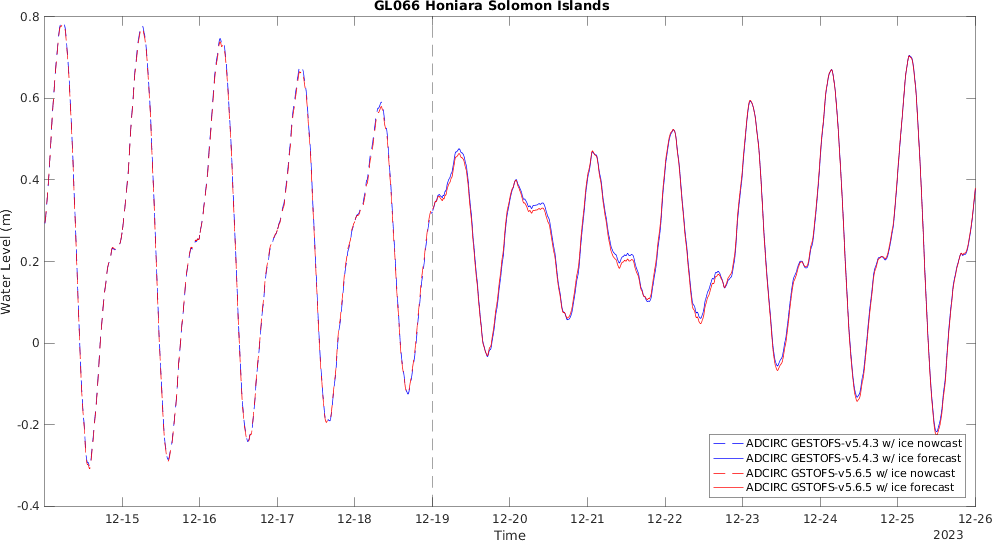 GL066 Honiara Solomon Islands
Water Level (m)
0.8
0.6
0.4
0.2
0
-0.2
-0.4
12-15
12-16
12-17
12-18
12-19
12-20
12-21
12-22
12-23
12-24
12-25
12-26
Time
2023
ADCIRC GESTOFS-v5.4.3 w/ ice nowcast
ADCIRC GESTOFS-v5.4.3 w/ ice forecast
ADCIRC GSTOFS-v5.6.5 w/ ice nowcast
ADCIRC GSTOFS-v5.6.5 w/ ice forecast